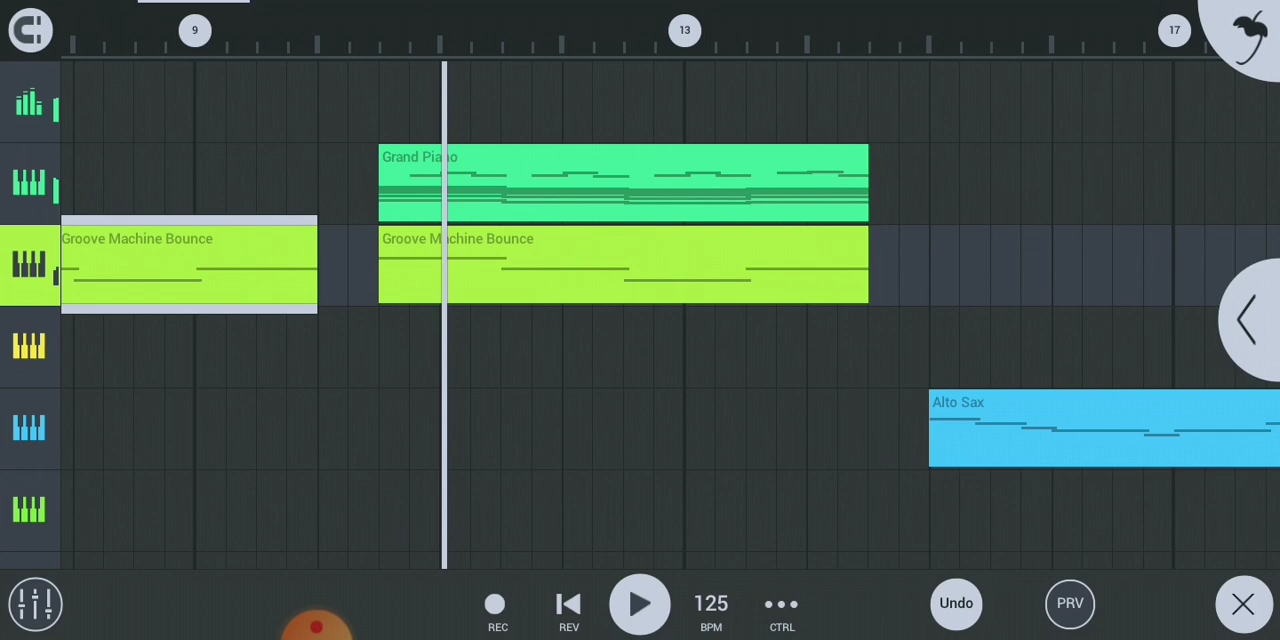 9
13
17
Grand Piano
Groove Machine Bounce
Groove Machine Bounce
Alto Sax
125
Undo
PRV
REC
REV
BPM
CTRL